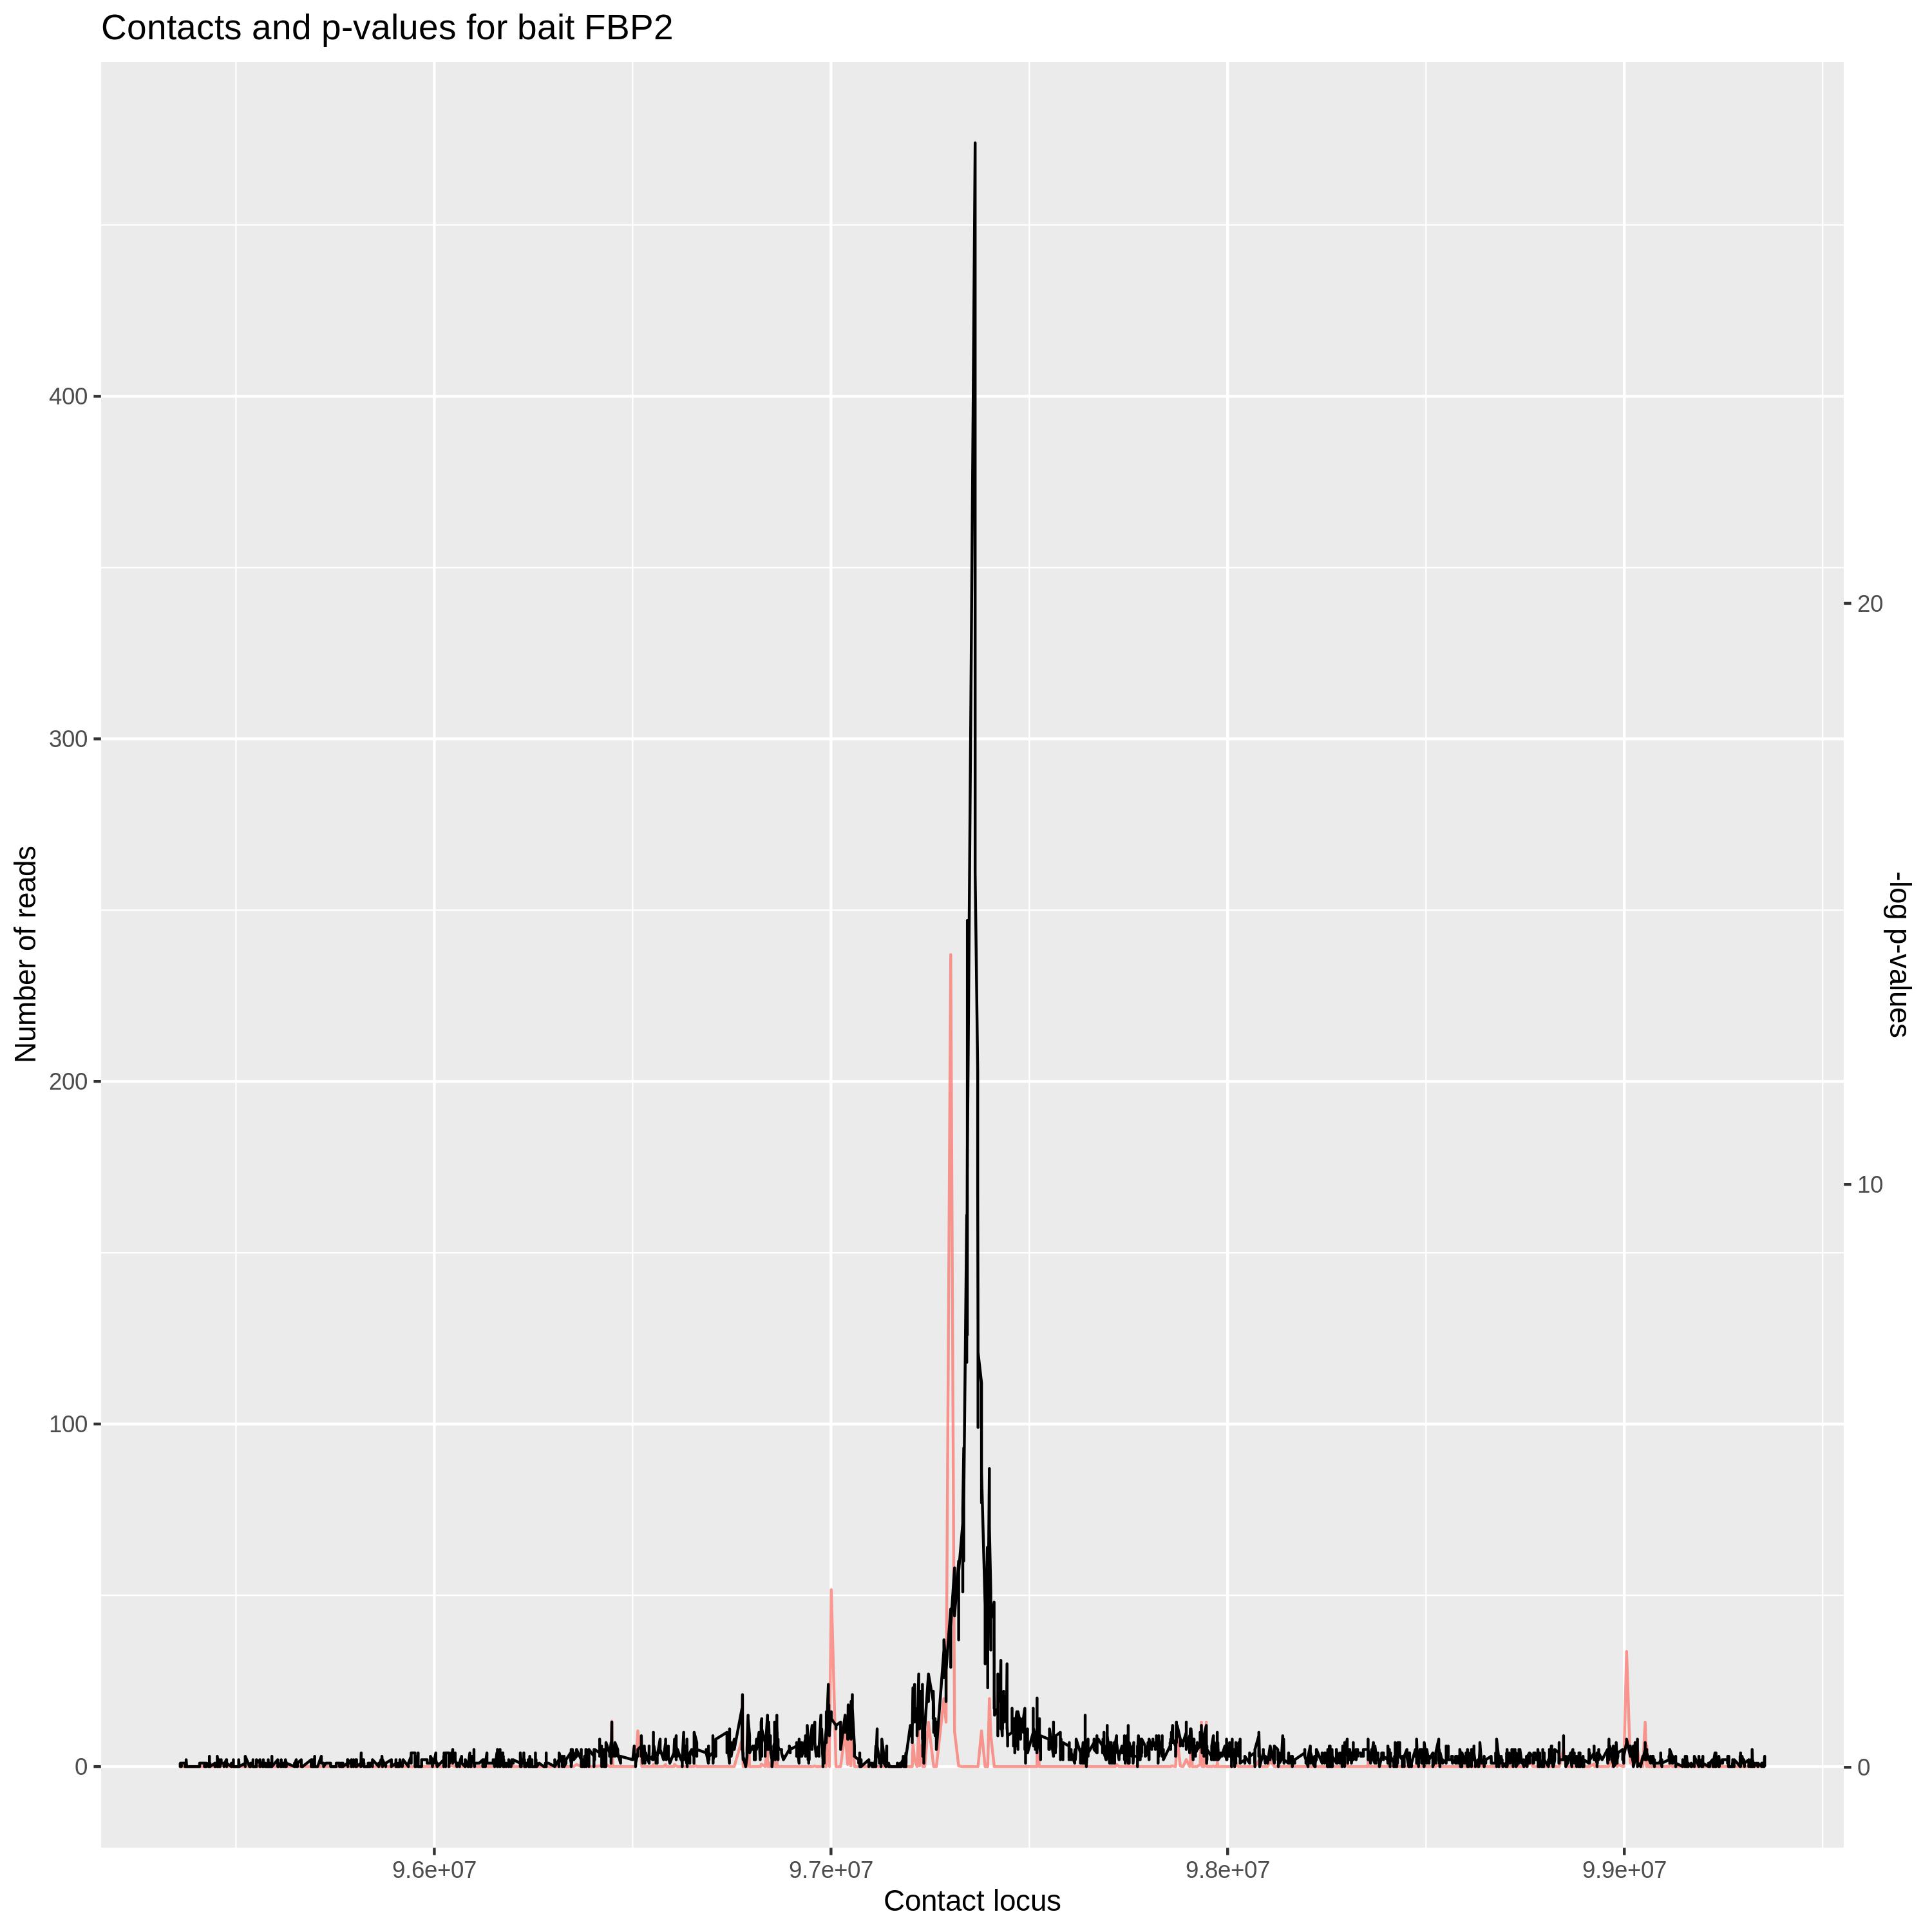 Contacts and p-values for bait FBP2
400
300
200
100
0
20
10
0
Number of reads
-log p-values
9.6e+07
9.7e+07
9.8e+07
9.9e+07
Contact locus